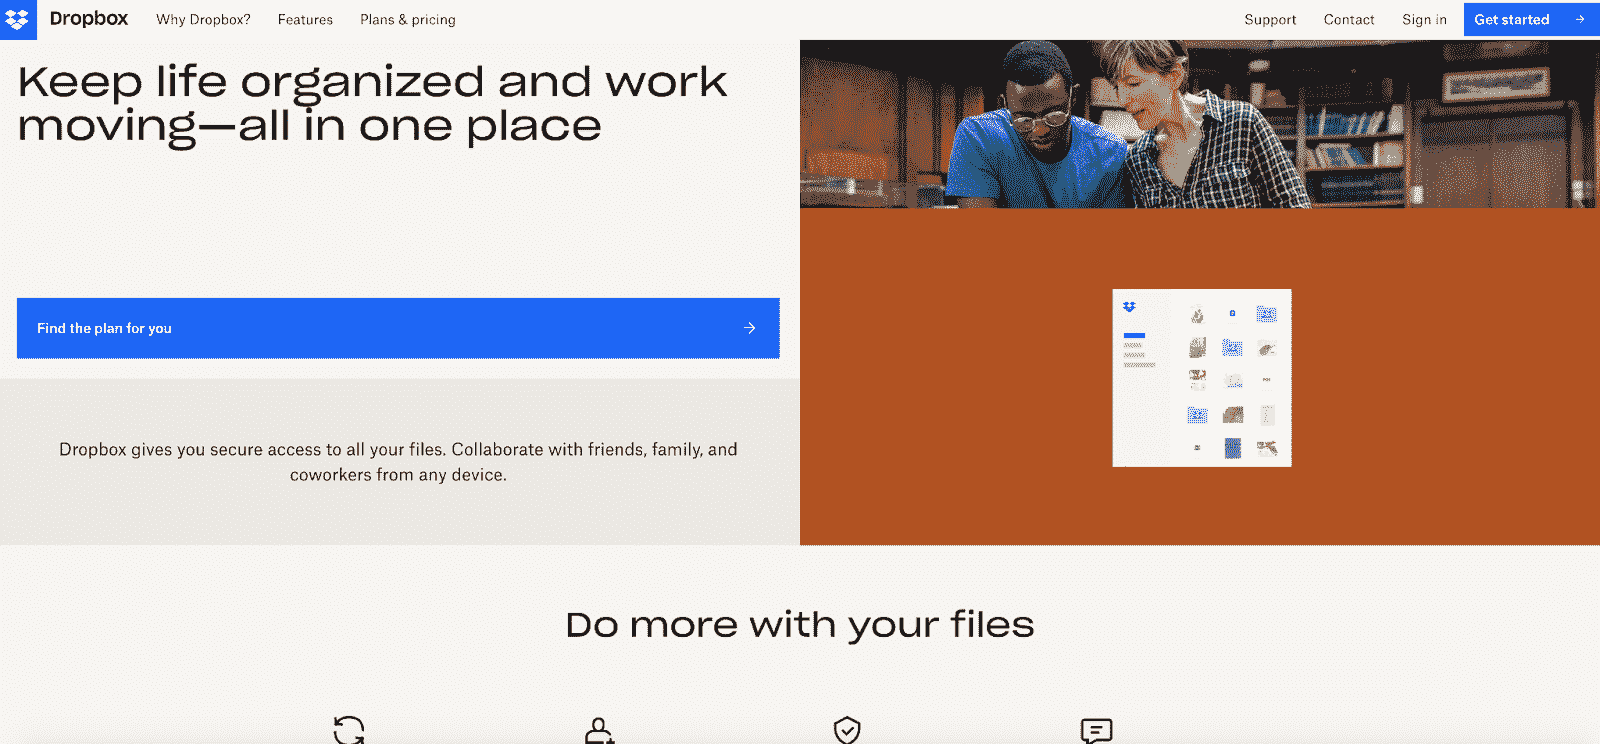 Dropbox
Why Dropbox?
Features
Plans & pricing
Support
Contact
Sign in
Get started
Keep life organized and work
moving—all in one place
Find the plan for you
Dropbox gives you secure access to all your files. Collaborate with friends, family, and
coworkers from any device.
Do more with your files